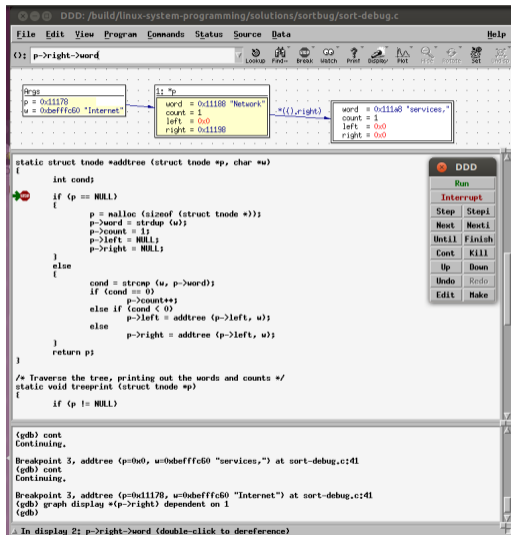 DDD: /build/linux-system-programming/solutions/sortbug/sort-debug.c
File Edit View Program Commands Status Source Data Help
(): p->right->word
Lookup Find» Break Watch Print Display Plot Hide Rotate Set Undisp
Args
p = 0x11178
w = 0xbefffc60 "Internet"
1: *p
word = 0x11188 "Network"
count = 1
left = 0x0
right = 0x11198
*((),right)
word = 0x111a8 "services,"
count = 1
left = 0x0
right = 0x0
static struct tnode *addtree (struct tnode *p, char *w)
{
int cond;
if (p == NULL)
{
p = malloc (sizeof (struct tnode *));
p->word = strdup (w);
p->count = 1;
p->left = NULL;
p->right = NULL;
}
else
{
cond = strcmp (w, p->word);
if (cond == 0)
p->count++;
else if (cond < 0)
p->left = addtree (p->left, w);
else
p->right = addtree (p->left, w);
}
return p;
}
/* Traverse the tree, printing out the words and counts */
static void treeprint (struct tnode *p)
{
if (p != NULL)
DDD
Run
Interrupt
Step Stepi
Next Nexti
Until Finish
Cont Kill
Up Down
Undo Redo
Edit Make
(gdb) cont
Continuing.
Breakpoint 3, addtree (p=0x0, w=0xbefffc60 "services,") at sort-debug.c:41
(gdb) cont
Continuing.
Breakpoint 3, addtree (p=0x11178, w=0xbefffc60 "Internet") at sort-debug.c:41
(gdb) graph display *(p->right) dependent on 1
(gdb)
In display 2: p->right->word (double-click to dereference)